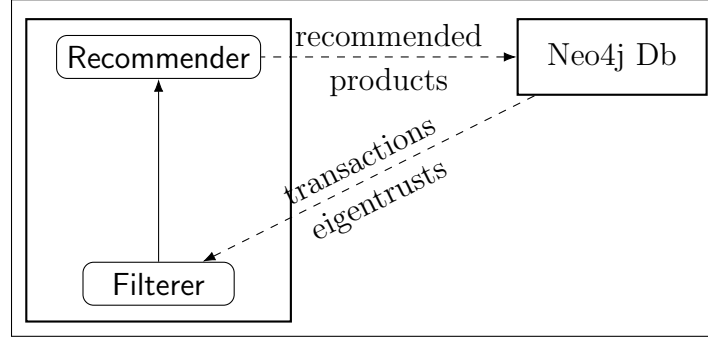 Recommender
recommended
products
Neo4j Db
transactions
eigentrusts
Filterer